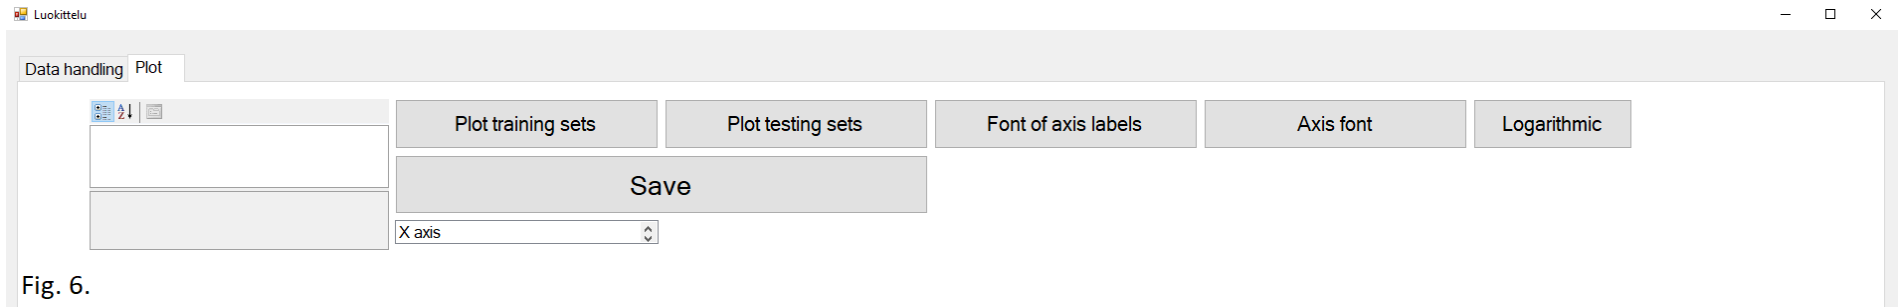 Luokittelu
Data handling Plot
Plot training sets Plot testing sets Font of axis labels Axis font Logarithmic
Save
X axis
Fig. 6.